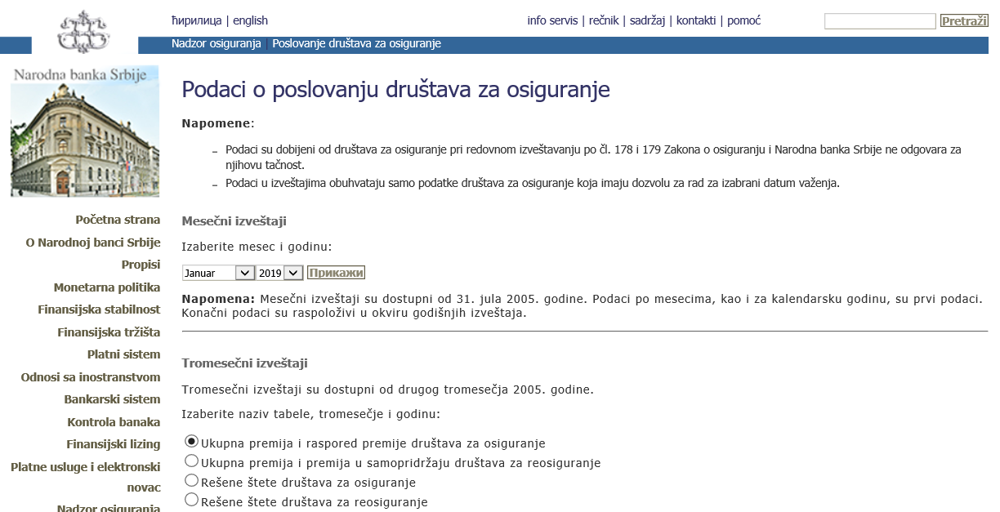 ћирилица | english
info servis | rečnik | sadržaj | kontakti | pomoć
Pretraži
Nadzor osiguranja | Poslovanje društava za osiguranje
Narodna banka Srbije
Početna strana
O Narodnoj banci Srbije
Propisi
Monetarna politika
Finansijska stabilnost
Finansijska tržišta
Platni sistem
Odnosi sa inostranstvom
Bankarski sistem
Kontrola banaka
Finansijski lizing
Platne usluge i elektronski
novac
Nadzor osiguranja
Podaci o poslovanju društava za osiguranje
Napomene:
– Podaci su dobijeni od društava za osiguranje pri redovnom izveštavanju po čl. 178 i 179 Zakona o osiguranju i Narodna banka Srbije ne odgovara za
njihovu tačnost.
– Podaci u izveštajima obuhvataju samo podatke društava za osiguranje koja imaju dozvolu za rad za izabrani datum važenja.
Mesečni izveštaji
Izaberite mesec i godinu:
Januar 2019 Прикажи
Napomena: Mesečni izveštaji su dostupni od 31. jula 2005. godine. Podaci po mesecima, kao i za kalendarsku godinu, su prvi podaci.
Konačni podaci su raspoloživi u okviru godišnjih izveštaja.
Tromesečni izveštaji
Tromesečni izveštaji su dostupni od drugog tromesečja 2005. godine.
Izaberite naziv tabele, tromesečje i godinu:
Ukupna premija i raspored premije društava za osiguranje
Ukupna premija i premija u samopridržaju društava za reosiguranje
Rešene štete društava za osiguranje
Rešene štete društava za reosiguranje